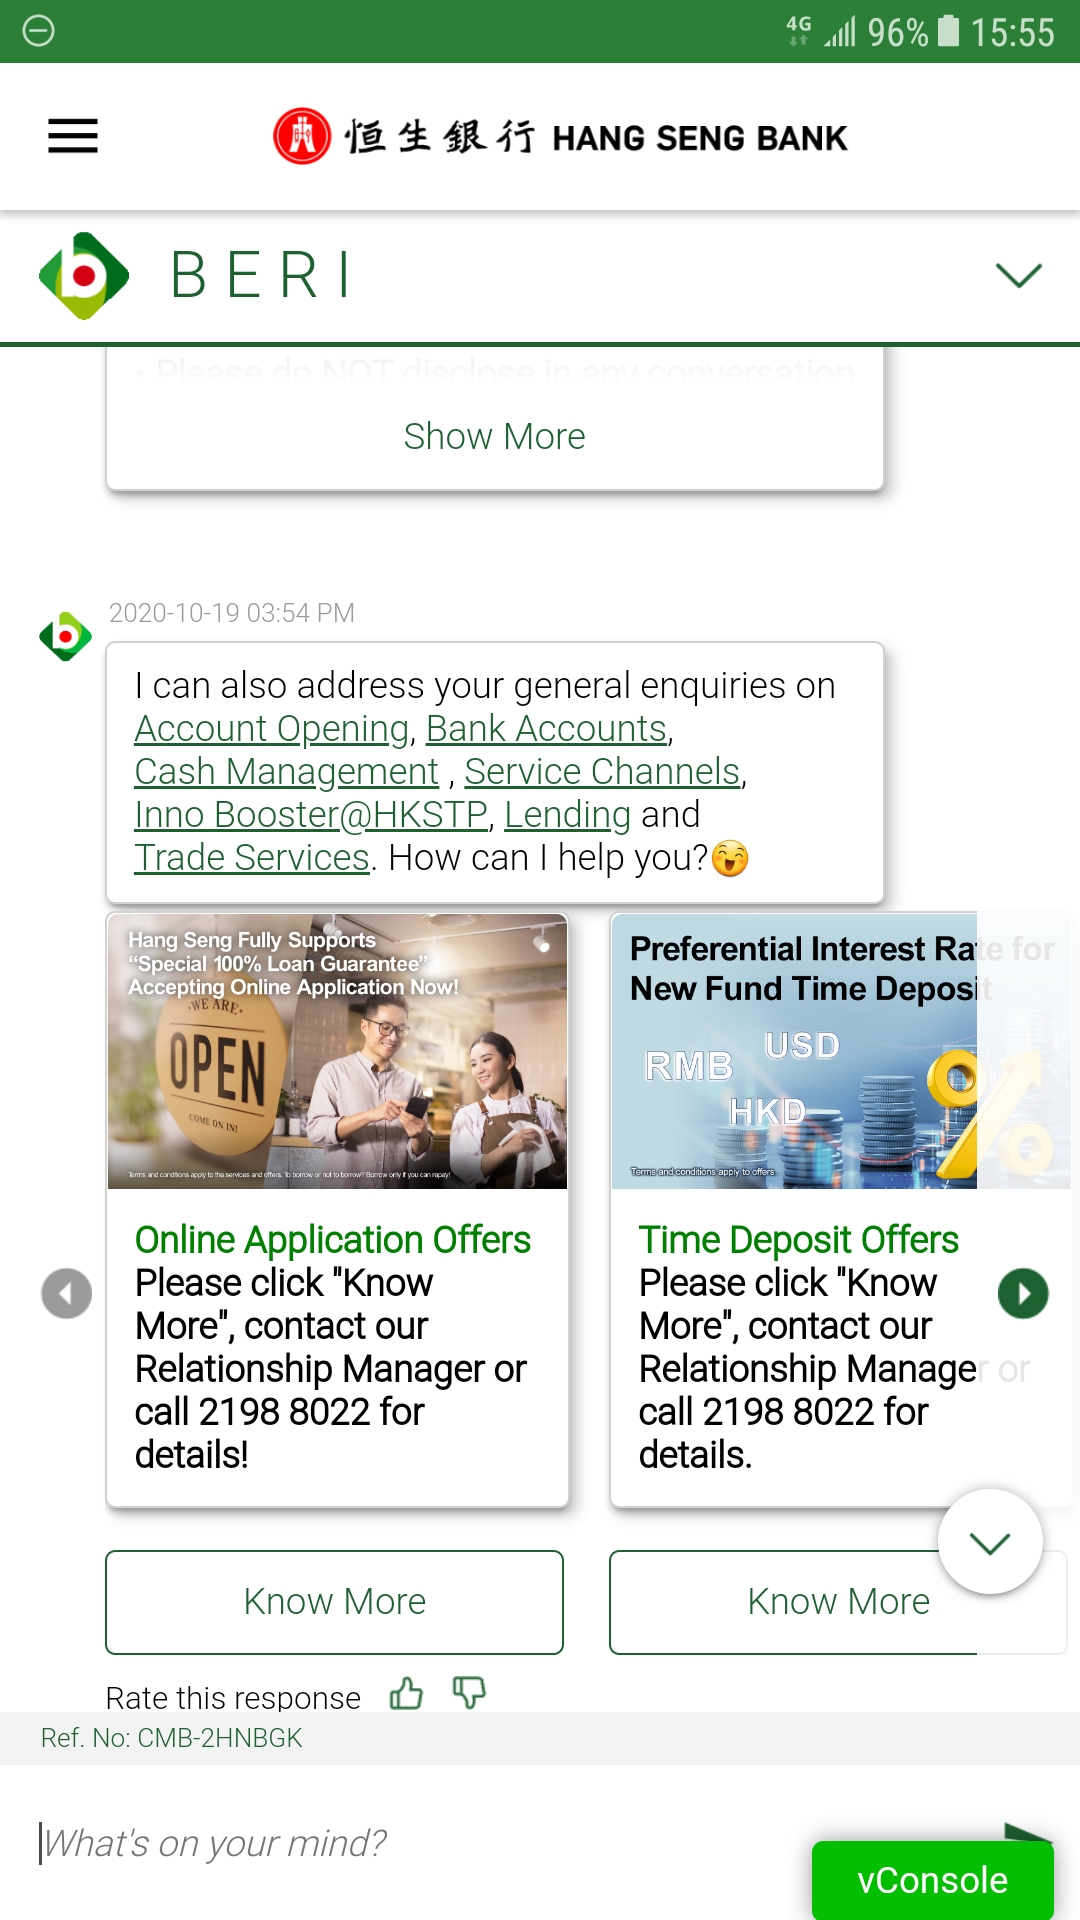 4G 96% 15:55
恒生銀行 HANG SENG BANK
BERI
• Please do NOT disclose in any conversation
Show More
2020-10-19 03:54 PM
I can also address your general enquiries on
Account Opening, Bank Accounts,
Cash Management , Service Channels,
Inno Booster@HKSTP, Lending and
Trade Services. How can I help you?😄
Hang Seng Fully Supports
“Special 100% Loan Guarantee”
Accepting Online Application Now!
·WE ARE·
OPEN
COME ON IN!
Terms and conditions apply to the services and offers. To borrow or not to borrow? Borrow only if you can repay!
Online Application Offers
Please click "Know
More", contact our
Relationship Manager or
call 2198 8022 for
details!
Know More
Preferential Interest Rate for
New Fund Time Deposit
RMB USD
HKD
Terms and conditions apply to offers.
Time Deposit Offers
Please click "Know
More", contact our
Relationship Manager or
call 2198 8022 for
details.
Know More
Rate this response
Ref. No: CMB-2HNBGK
What's on your mind?
vConsole